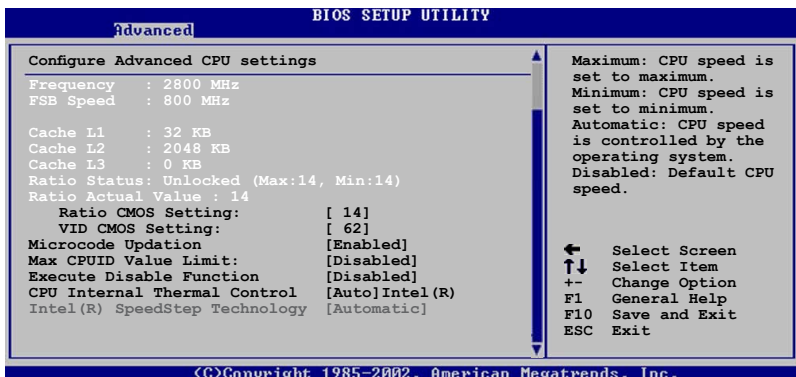 BIOS SETUP UTILITY
Advanced
Configure Advanced CPU settings
Frequency : 2800 MHz
FSB Speed : 800 MHz
Cache L1 : 32 KB
Cache L2 : 2048 KB
Cache L3 : 0 KB
Ratio Status: Unlocked (Max:14, Min:14)
Ratio Actual Value : 14
Ratio CMOS Setting: [ 14]
VID CMOS Setting: [ 62]
Microcode Updation [Enabled]
Max CPUID Value Limit: [Disabled]
Execute Disable Function [Disabled]
CPU Internal Thermal Control [Auto]Intel(R)
Intel(R) SpeedStep Technology [Automatic]
Maximum: CPU speed is
set to maximum.
Minimum: CPU speed is
set to minimum.
Automatic: CPU speed
is controlled by the
operating system.
Disabled: Default CPU
speed.
← Select Screen
↑↓ Select Item
+- Change Option
F1 General Help
F10 Save and Exit
ESC Exit
(C)Copyright 1985-2002, American Megatrends, Inc.